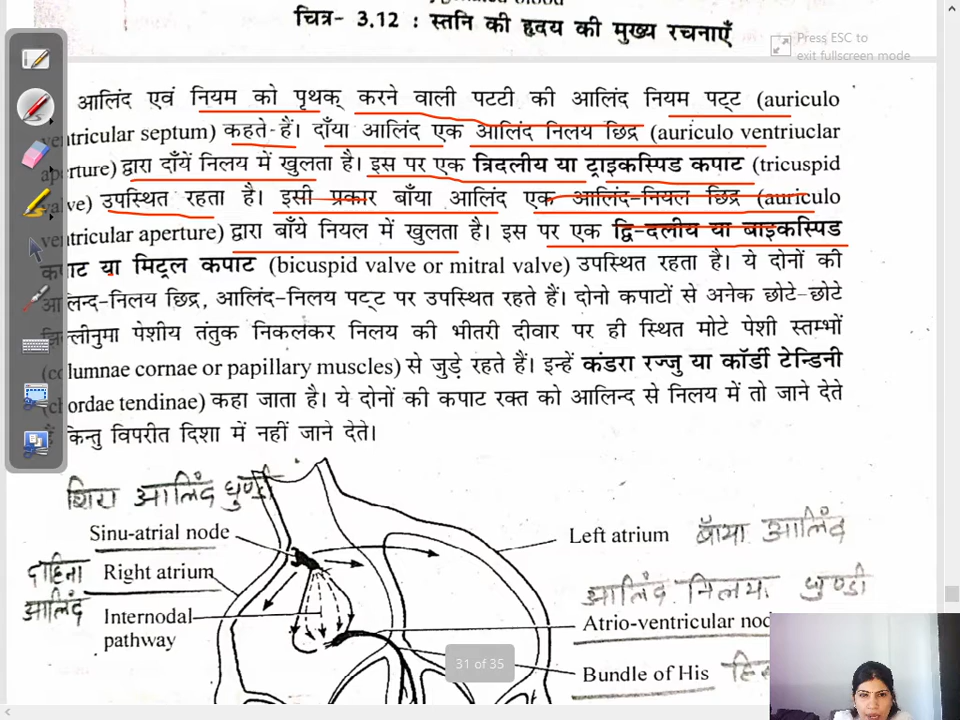 चित्र- 3.12 : स्तनि की हृदय की मुख्य रचनाएँ
Press ESC to
exit fullscreen mode
आलिंद एवं नियम को पृथक् करने वाली पटटी की आलिंद नियम पट्ट (auriculo
ventricular septum) कहते-हैं। दाँया आलिंद एक आलिंद निलय छिद्र (auriculo ventriuclar
aperture) द्वारा दाँयें निलय में खुलता है। इस पर एक त्रिदलीय या ट्राइकस्पिड कपाट (tricuspid
valve) उपस्थित रहता है। इसी प्रकार बाँया आलिंद एक आलिंद-नियल छिद्र (auriculo
ventricular aperture) द्वारा बाँये नियल में खुलता है। इस पर एक द्वि-दलीय या बाइकस्पिड
कपाट या मिट्रल कपाट (bicuspid valve or mitral valve) उपस्थित रहता है। ये दोनों की
आलन्द-निलय छिद्र, आलिंद-निलय पट्ट पर उपस्थित रहते हैं। दोनो कपाटों से अनेक छोटे-छोटे
झिल्लीनुमा पेशीय तंतुक निकलंकर निलय की भीतरी दीवार पर ही स्थित मोटे पेशी स्तम्भों
(columnae cornae or papillary muscles) से जुड़े रहते हैं। इन्हें कंडरा रज्जु या कॉर्डी टेन्डिनी
(chordae tendinae) कहा जाता है। ये दोनों की कपाट रक्त को आलिन्द से निलय में तो जाने देते
हैं किन्तु विपरीत दिशा में नहीं जाने देते।
शिरा आलिंद घुण्डी
Sinu-atrial node
Left atrium बाँया आलिंद
दाहिना
आलिंद
Right atrium
Internodal
pathway
आलिंद निलया घुण्डी
Atrio-ventricular
Bundle of His
31 of 35